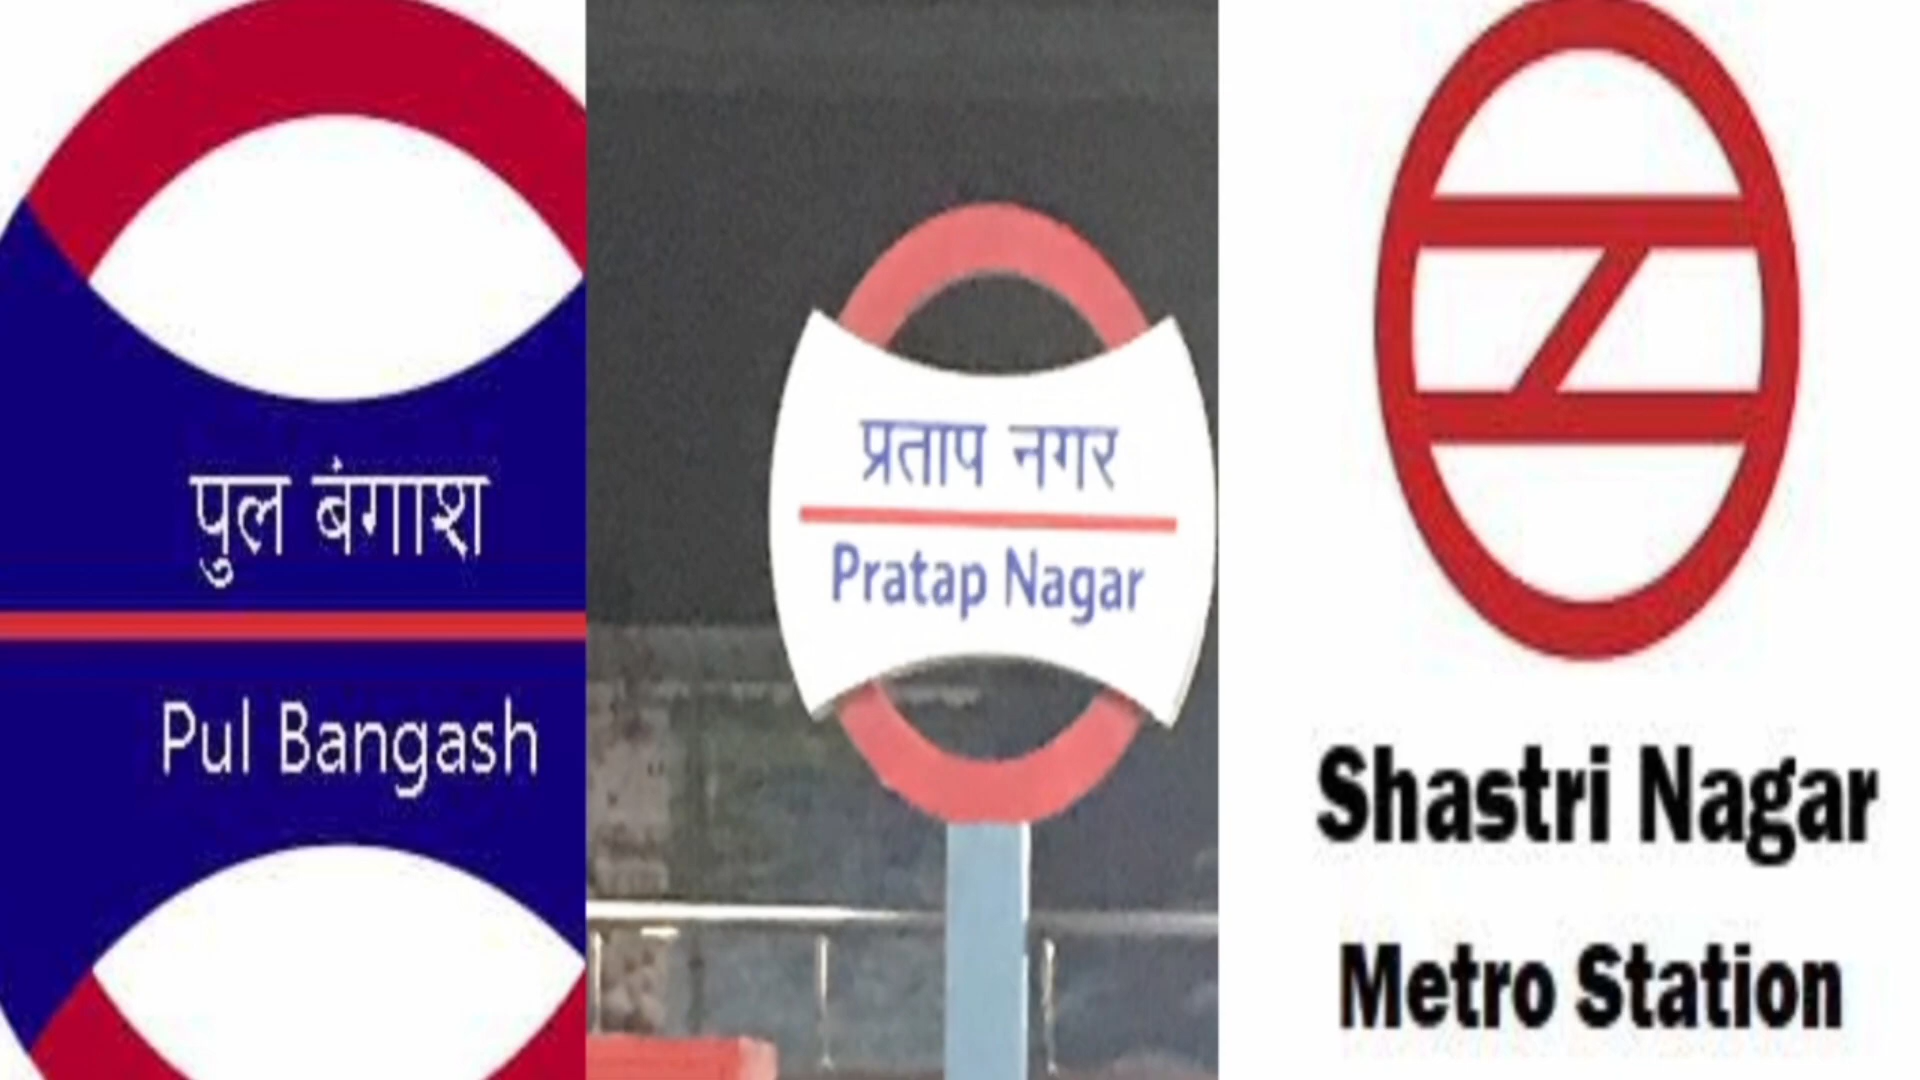 पुल बंगाश
Pul Bangash
प्रताप नगर
Pratap Nagar
Shastri Nagar
Metro Station